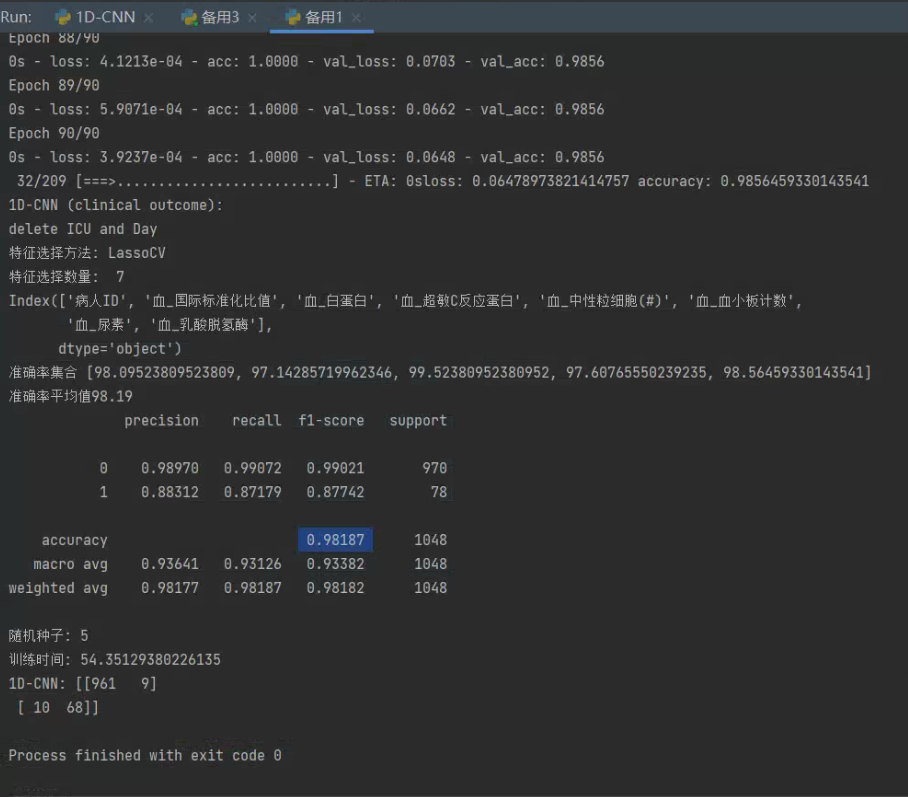 Run: 1D-CNN × 备用3 × 备用1 ×
Epoch 88/90
0s - loss: 4.1213e-04 - acc: 1.0000 - val_loss: 0.0703 - val_acc: 0.9856
Epoch 89/90
0s - loss: 5.9071e-04 - acc: 1.0000 - val_loss: 0.0662 - val_acc: 0.9856
Epoch 90/90
0s - loss: 3.9237e-04 - acc: 1.0000 - val_loss: 0.0648 - val_acc: 0.9856
32/209 [===>..........................] - ETA: 0sloss: 0.06478973821414757 accuracy: 0.9856459330143541
1D-CNN (clinical outcome):
delete ICU and Day
特征选择方法: LassoCV
特征选择数量:  7
Index(['病人ID', '血_国际标准化比值', '血_白蛋白', '血_超敏C反应蛋白', '血_中性粒细胞(#)', '血_血小板计数',
'血_尿素', '血_乳酸脱氢酶'],
dtype='object')
准确率集合 [98.09523809523809, 97.14285719962346, 99.52380952380952, 97.60765550239235, 98.56459330143541]
准确率平均值98.19
precision    recall  f1-score   support
0    0.98970   0.99072   0.99021       970
1    0.88312   0.87179   0.87742        78
accuracy                        0.98187      1048
macro avg    0.93641   0.93126   0.93382      1048
weighted avg    0.98177   0.98187   0.98182      1048
随机种子: 5
训练时间: 54.35129380226135
1D-CNN: [[961   9]
[ 10  68]]
Process finished with exit code 0